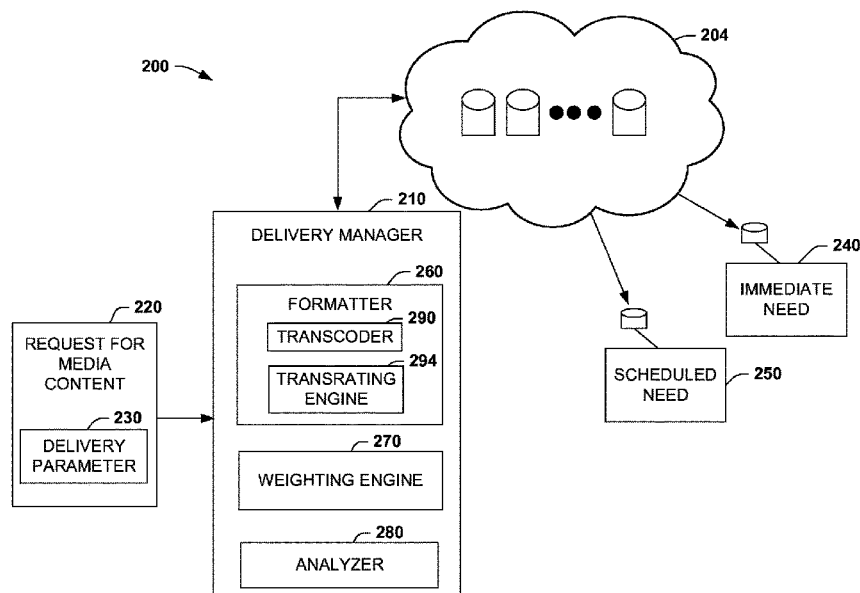 200
204
210
DELIVERY MANAGER
240
IMMEDIATE
NEED
260
FORMATTER
290
TRANSCODER
294
TRANSRATING
ENGINE
220
REQUEST FOR
MEDIA
CONTENT
230
DELIVERY
PARAMETER
SCHEDULED
NEED
250
270
WEIGHTING ENGINE
280
ANALYZER